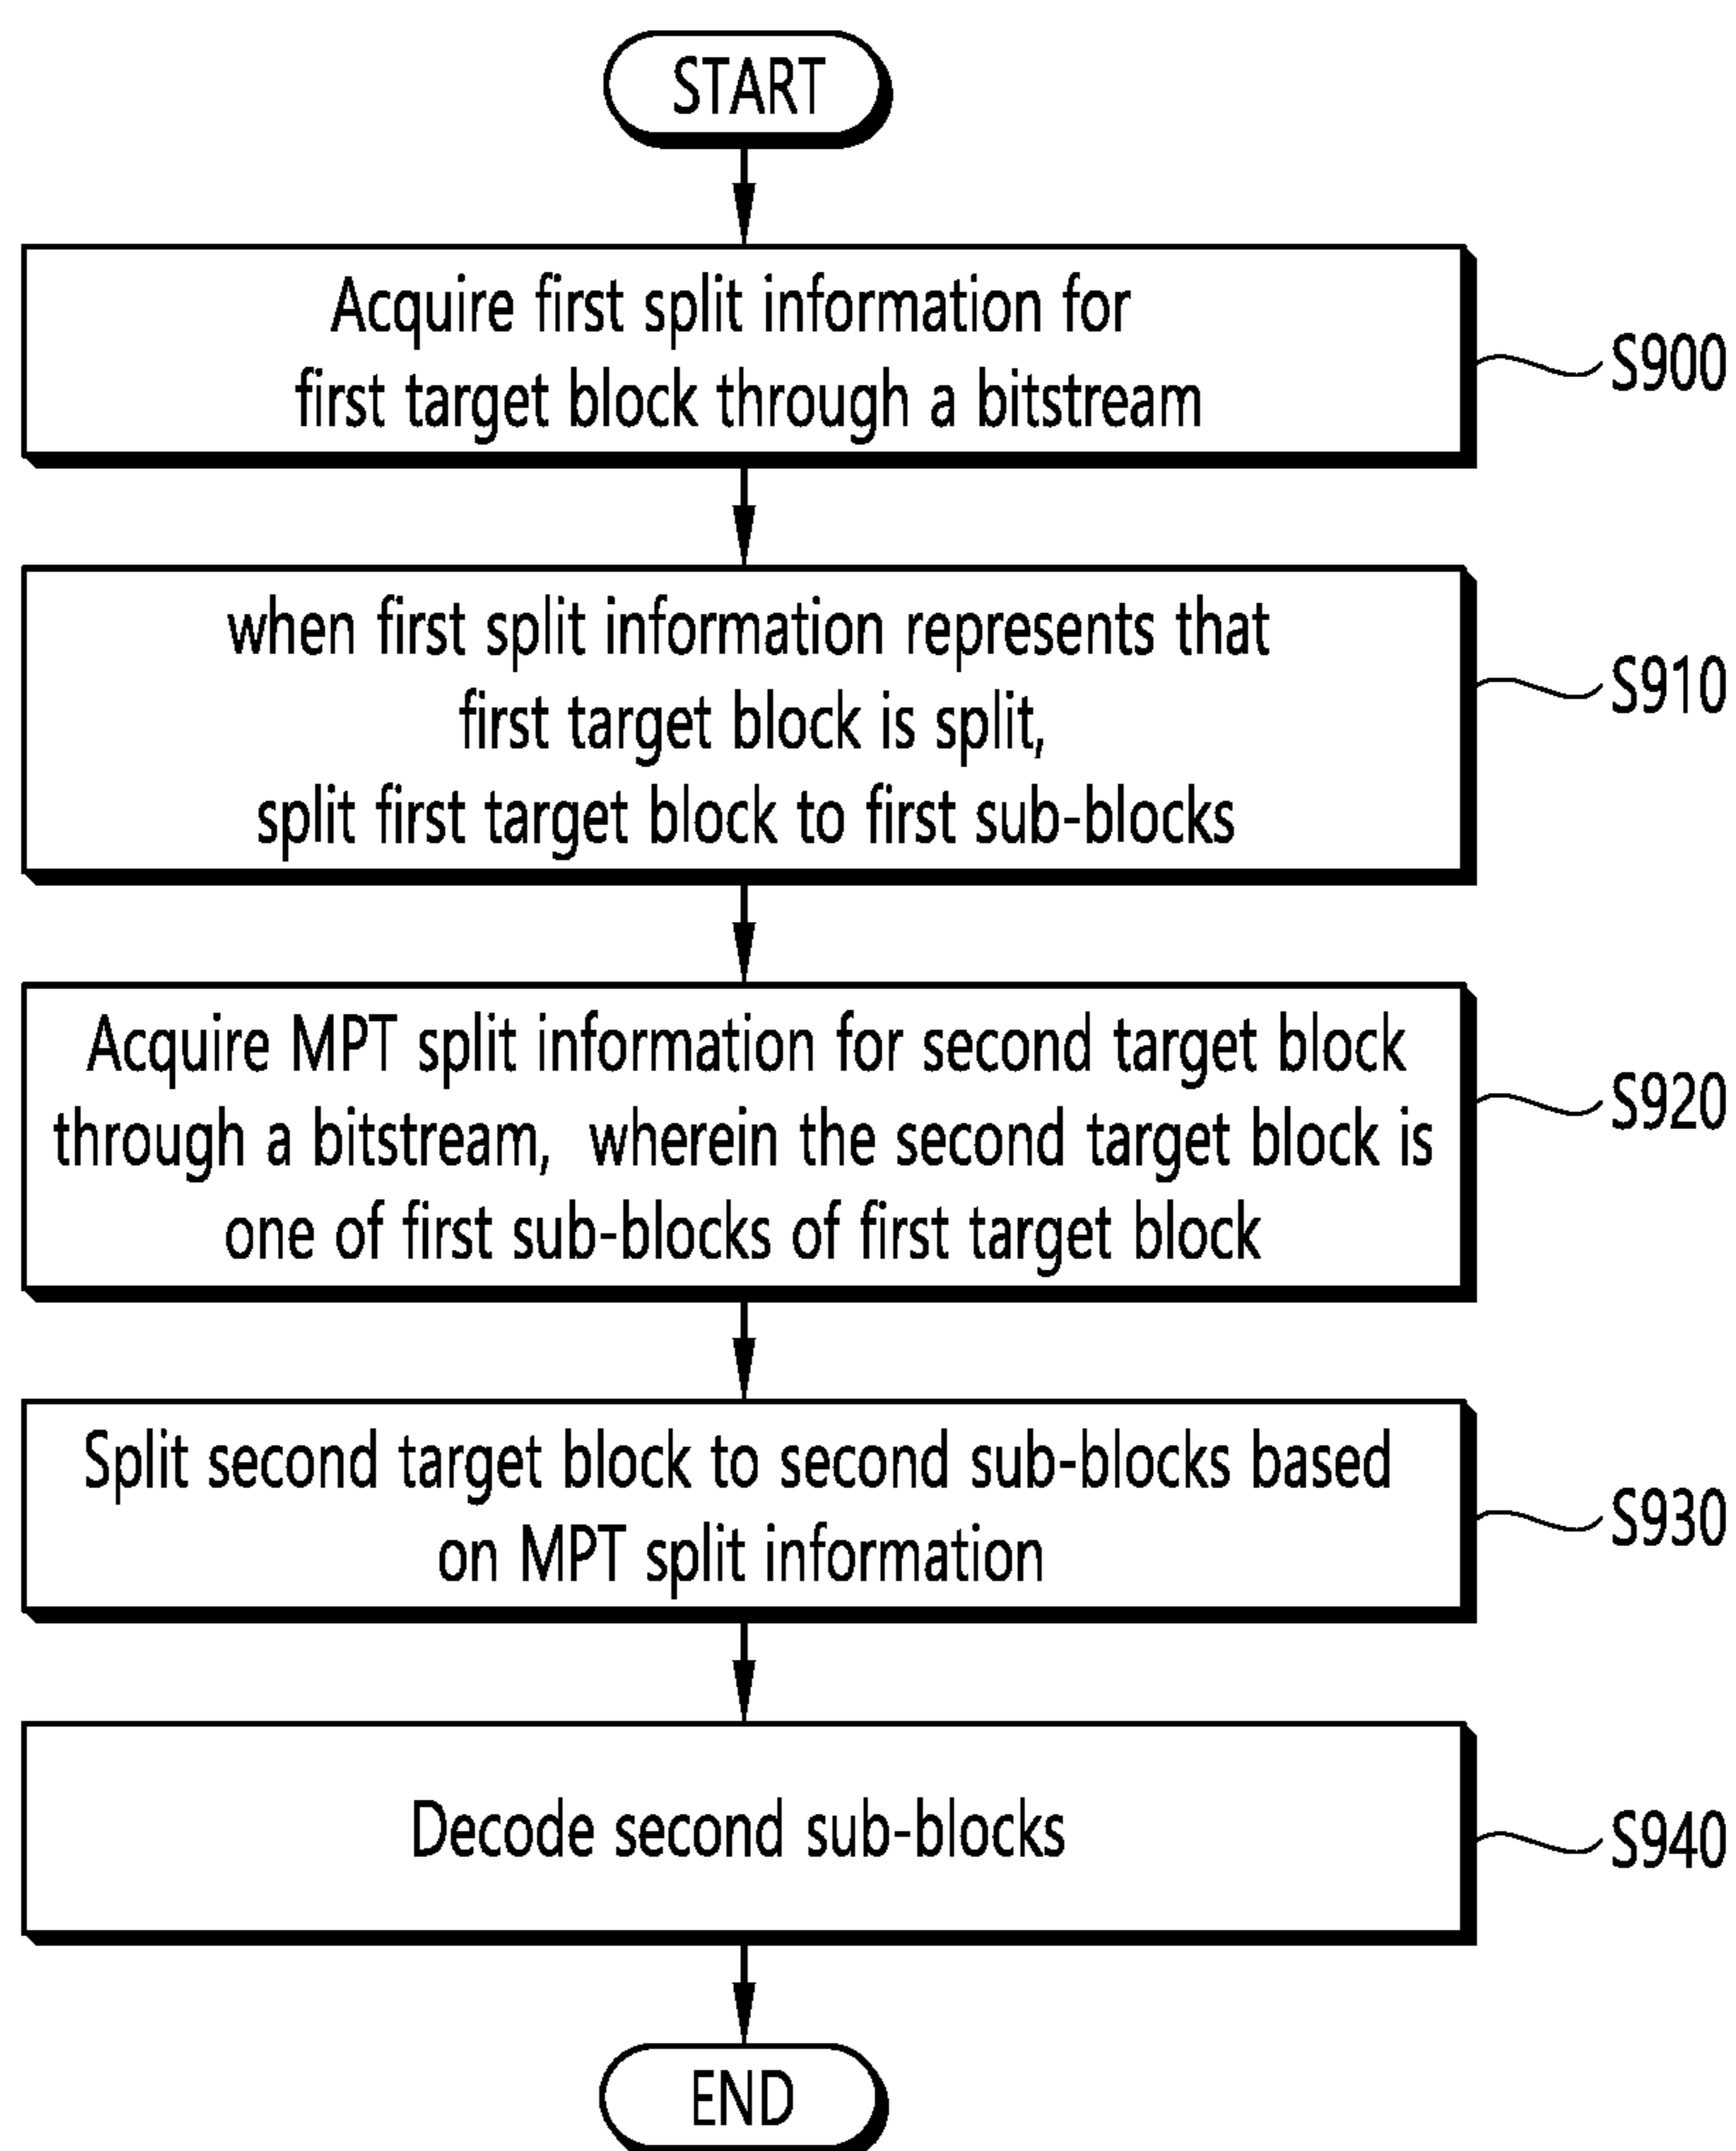 START
Acquire first split information for
first target block through a bitstream
S900
when first split information represents that
first target block is split,
split first target block to first sub-blocks
S910
Acquire MPT split information for second target block
through a bitstream, wherein the second target block is
one of first sub-blocks of first target block
S920
Split second target block to second sub-blocks based
on MPT split information
S930
Decode second sub-blocks
S940
END